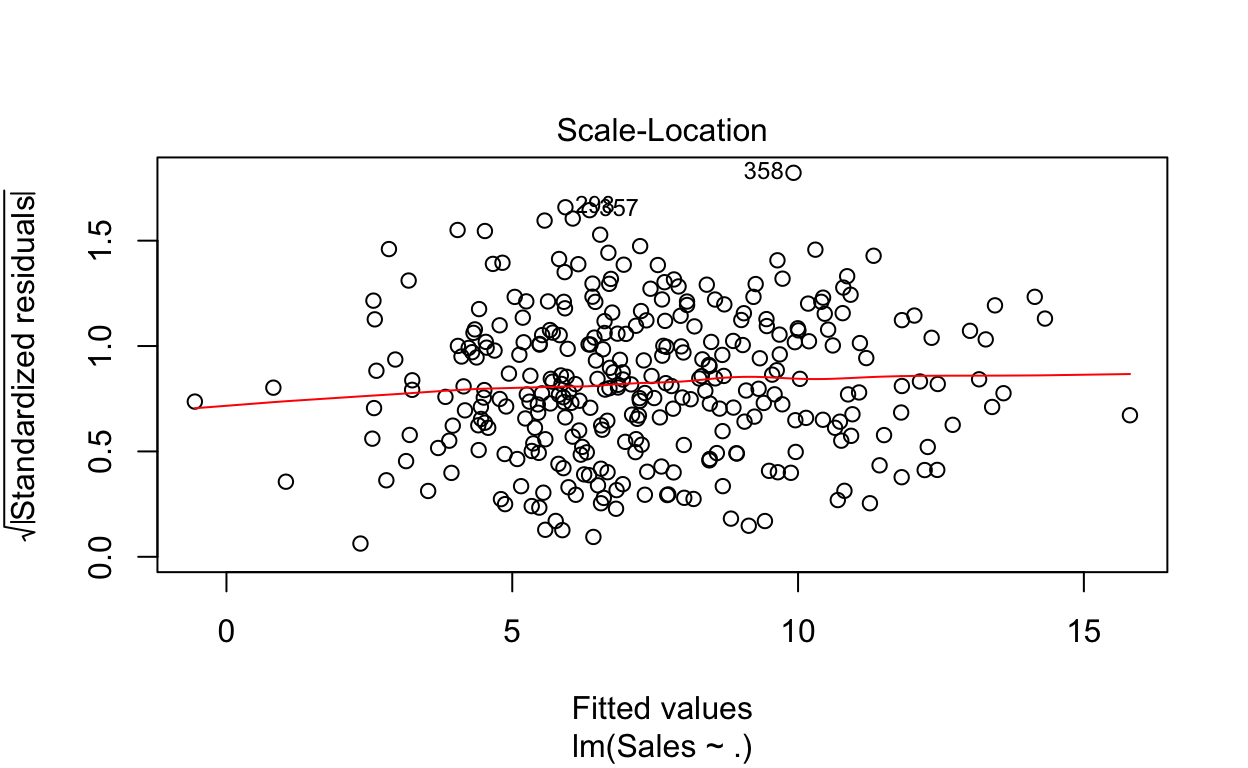 Scale-Location
√|Standardized residuals|
0.0 0.5 1.0 1.5
358
357
0 5 10 15
Fitted values
lm(Sales ~ .)